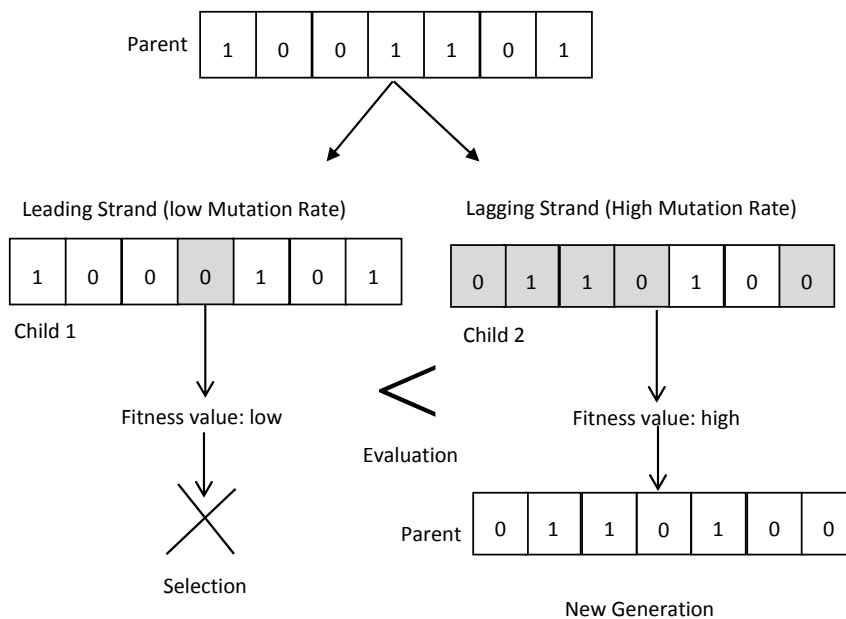 Parent 1 0 0 1 1 0 1
Leading Strand (low Mutation Rate)
Lagging Strand (High Mutation Rate)
1 0 0 0 1 0 1
0 1 1 0 1 0 0
Child 1
Child 2
<
Fitness value: low
Fitness value: high
Evaluation
Parent 0 1 1 0 1 0 0
Selection
New Generation